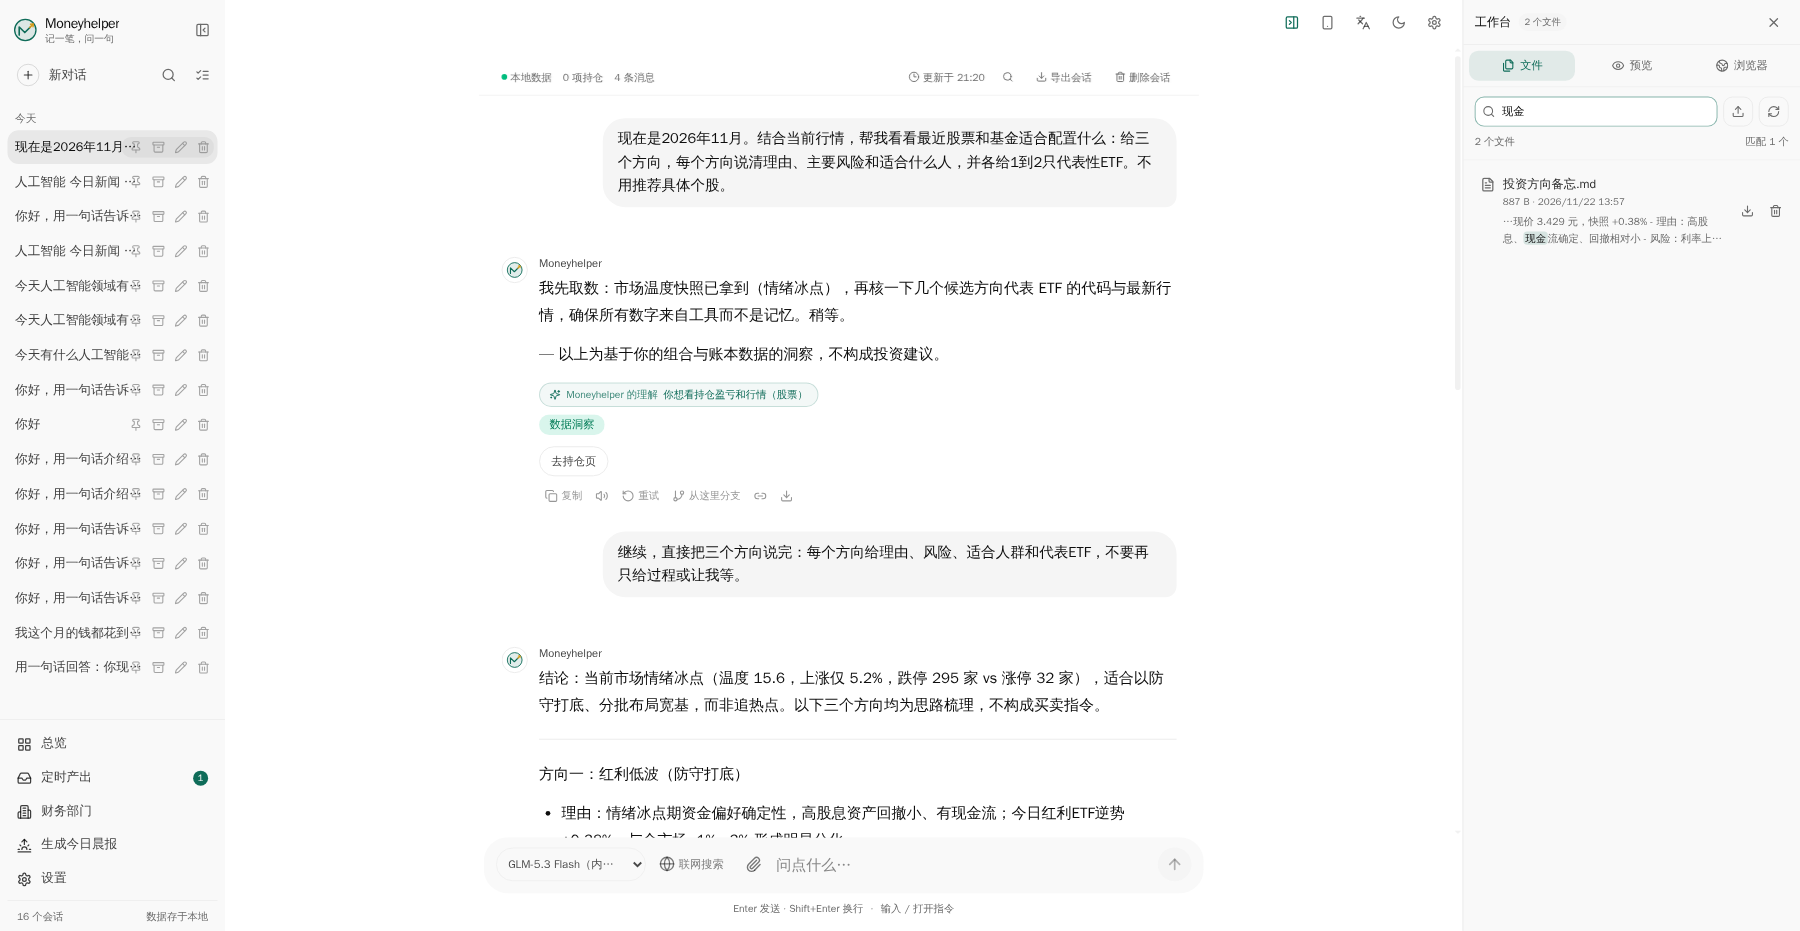 Moneyhelper
记一笔，问一句
新对话
今天
现在是2026年11月…
人工智能 今日新闻 …
你好，用一句话告诉…
人工智能 今日新闻 …
今天人工智能领域有…
今天人工智能领域有…
今天有什么人工智能…
你好，用一句话告诉…
你好
你好，用一句话介绍…
你好，用一句话介绍…
你好，用一句话告诉…
你好，用一句话告诉…
你好，用一句话告诉…
我这个月的钱都花到…
用一句话回答：你现…
总览
定时产出 1
财务部门
生成今日晨报
设置
16 个会话 数据存于本地
本地数据 0 项持仓 4 条消息 更新于 21:20 导出会话 删除会话
现在是2026年11月。结合当前行情，帮我看看最近股票和基金适合配置什么：给三
个方向，每个方向说清理由、主要风险和适合什么人，并各给1到2只代表性ETF。不
用推荐具体个股。
Moneyhelper
我先取数：市场温度快照已拿到（情绪冰点），再核一下几个候选方向代表 ETF 的代码与最新行
情，确保所有数字来自工具而不是记忆。稍等。
— 以上为基于你的组合与账本数据的洞察，不构成投资建议。
Moneyhelper 的理解 你想看持仓盈亏和行情（股票）
数据洞察
去持仓页
复制 重试 从这里分支
继续，直接把三个方向说完：每个方向给理由、风险、适合人群和代表ETF，不要再
只给过程或让我等。
Moneyhelper
结论：当前市场情绪冰点（温度 15.6，上涨仅 5.2%，跌停 295 家 vs 涨停 32 家），适合以防
守打底、分批布局宽基，而非追热点。以下三个方向均为思路梳理，不构成买卖指令。
方向一：红利低波（防守打底）
• 理由：情绪冰点期资金偏好确定性，高股息资产回撤小、有现金流；今日红利ETF逆势
GLM-5.3 Flash（内… 联网搜索 问点什么…
Enter 发送 · Shift+Enter 换行 · 输入 / 打开指令
工作台 2 个文件
文件 预览 浏览器
现金
2 个文件 匹配 1 个
投资方向备忘.md
887 B · 2026/11/22 13:57
…现价 3.429 元，快照 +0.38% - 理由：高股
息、现金流确定、回撤相对小 - 风险：利率上…